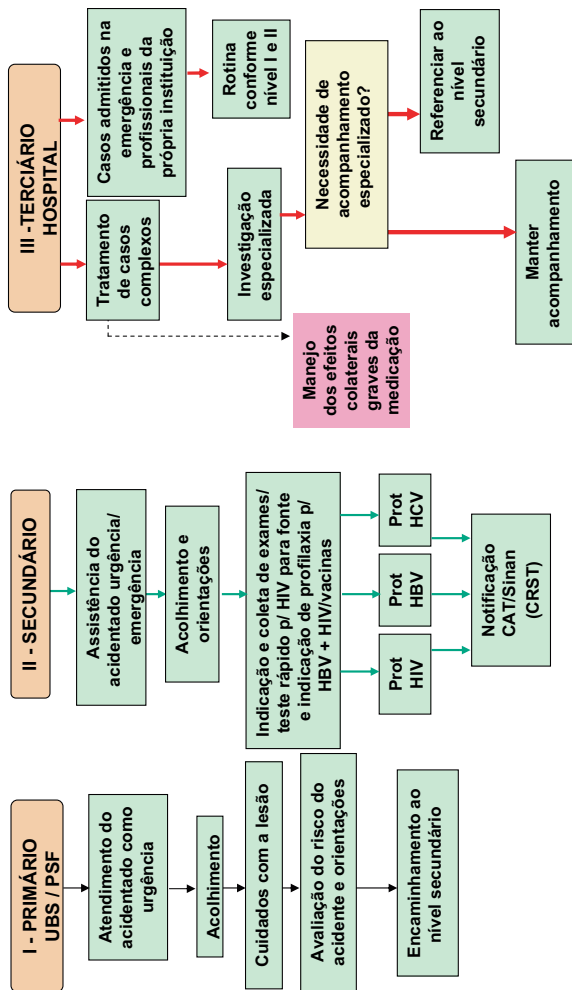 I - PRIMÁRIO
UBS / PSF
Atendimento do
acidentado como
urgência
Acolhimento
Cuidados com a lesão
Avaliação do risco do
acidente e orientações
Encaminhamento ao
nível secundário
II - SECUNDÁRIO
Assistência do
acidentado urgência/
emergência
Acolhimento e
orientações
Indicação e coleta de exames/
teste rápido p/ HIV para fonte
e indicação de profilaxia p/
HBV + HIV/vacinas
Prot
HIV
Prot
HBV
Prot
HCV
Notificação
CAT/Sinan
(CRST)
III -TERCIÁRIO
HOSPITAL
Tratamento
de casos
complexos
Casos admitidos na
emergência e
profissionais da
própria instituição
Rotina
conforme
nível I e II
Investigação
especializada
Manejo
dos efeitos
colaterais
graves da
medicação
Necessidade de
acompanhamento
especializado?
Manter
acompanhamento
Referenciar ao
nível
secundário